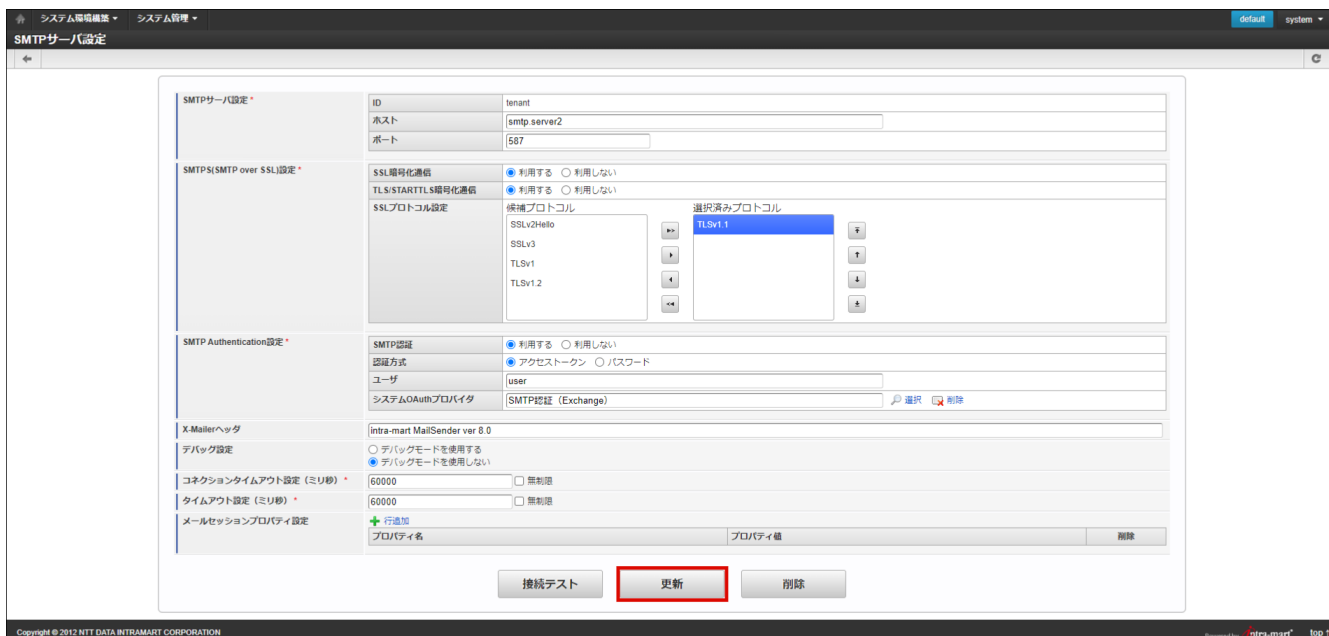 システム環境構築 ▾ システム管理 ▾ default system ▾
SMTPサーバ設定
SMTPサーバ設定 *
ID tenant
ホスト smtp.server2
ポート 587
SMTPS(SMTP over SSL)設定 *
SSL暗号化通信 利用する 利用しない
TLS/STARTTLS暗号化通信 利用する 利用しない
SSLプロトコル設定 候補プロトコル 選択済みプロトコル
SSLv2Hello TLSv1.1
SSLv3
TLSv1
TLSv1.2
SMTP Authentication設定 *
SMTP認証 利用する 利用しない
認証方式 アクセストークン パスワード
ユーザ user
システムOAuthプロバイダ SMTP認証（Exchange） 選択 削除
X-Mailerヘッダ intra-mart MailSender ver 8.0
デバッグ設定 デバッグモードを使用する
デバッグモードを使用しない
コネクションタイムアウト設定（ミリ秒） * 60000 無制限
タイムアウト設定（ミリ秒） * 60000 無制限
メールセッションプロパティ設定 行追加
プロパティ名 プロパティ値 削除
接続テスト 更新 削除
Copyright © 2012 NTT DATA INTRAMART CORPORATION Powered by intra-mart top